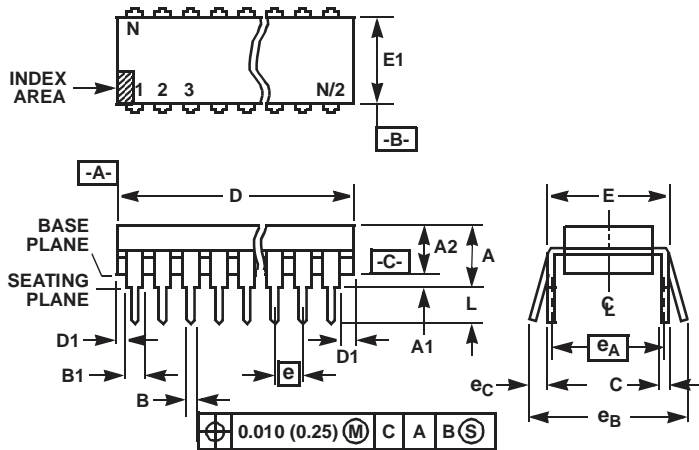 N
E1
INDEX
AREA
1 2 3 N/2
-B-
-A-
D
E
BASE
PLANE
A2
A
-C-
SEATING
PLANE
L
C
L
D1
A1
D1
eA
B1
e
eC
C
B
eB
0.010 (0.25) M C A B S